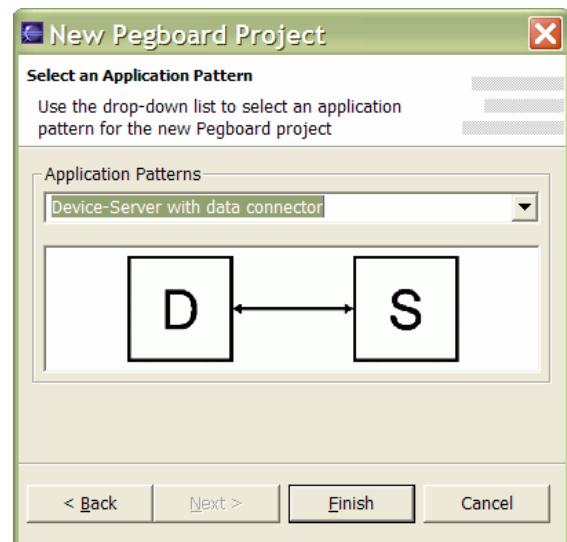 New Pegboard Project
Select an Application Pattern
Use the drop-down list to select an application
pattern for the new Pegboard project
Application Patterns
Device-Server with data connector
D S
< Back Next > Finish Cancel